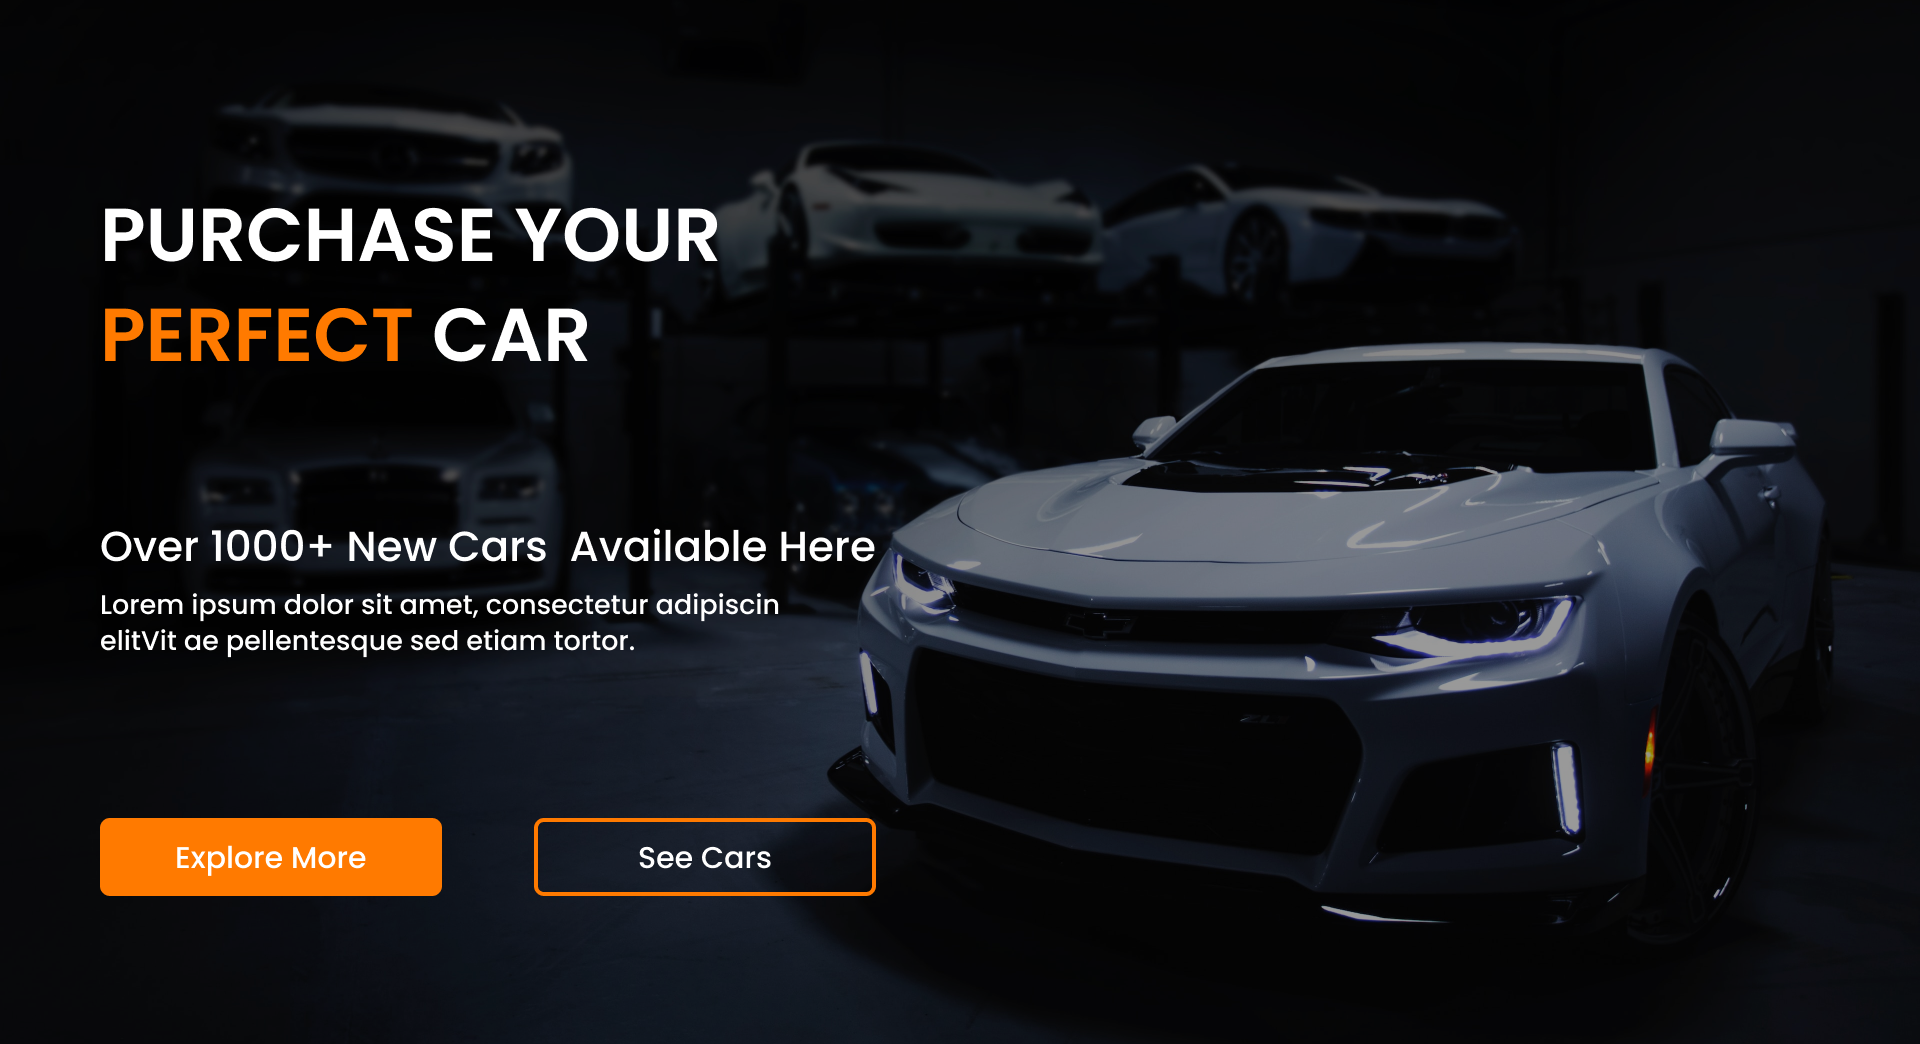 PURCHASE YOUR
PERFECT CAR
Over 1000+ New Cars  Available Here
Lorem ipsum dolor sit amet, consectetur adipiscin
elitVit ae pellentesque sed etiam tortor.
Explore More
See Cars